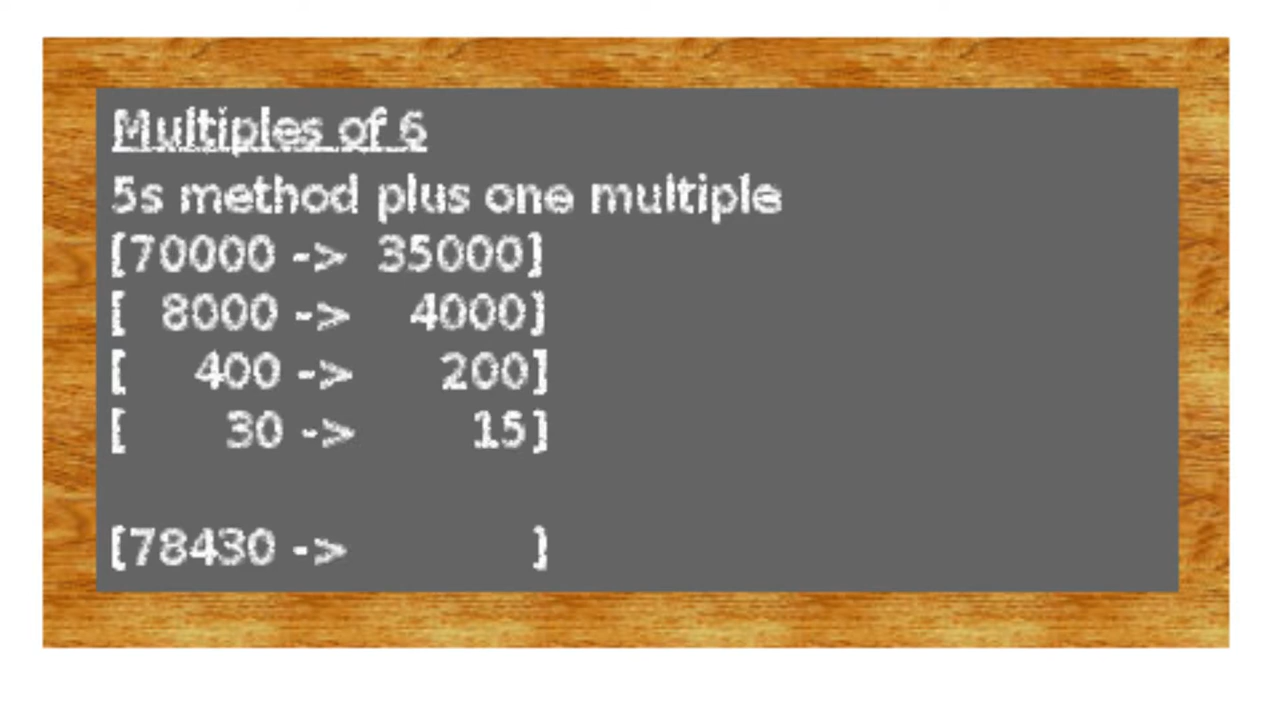 Multiples of 6
5s method plus one multiple
[70000 -> 35000]
[ 8000 -> 4000]
[ 400 -> 200]
[ 30 -> 15]
[78430 -> ]